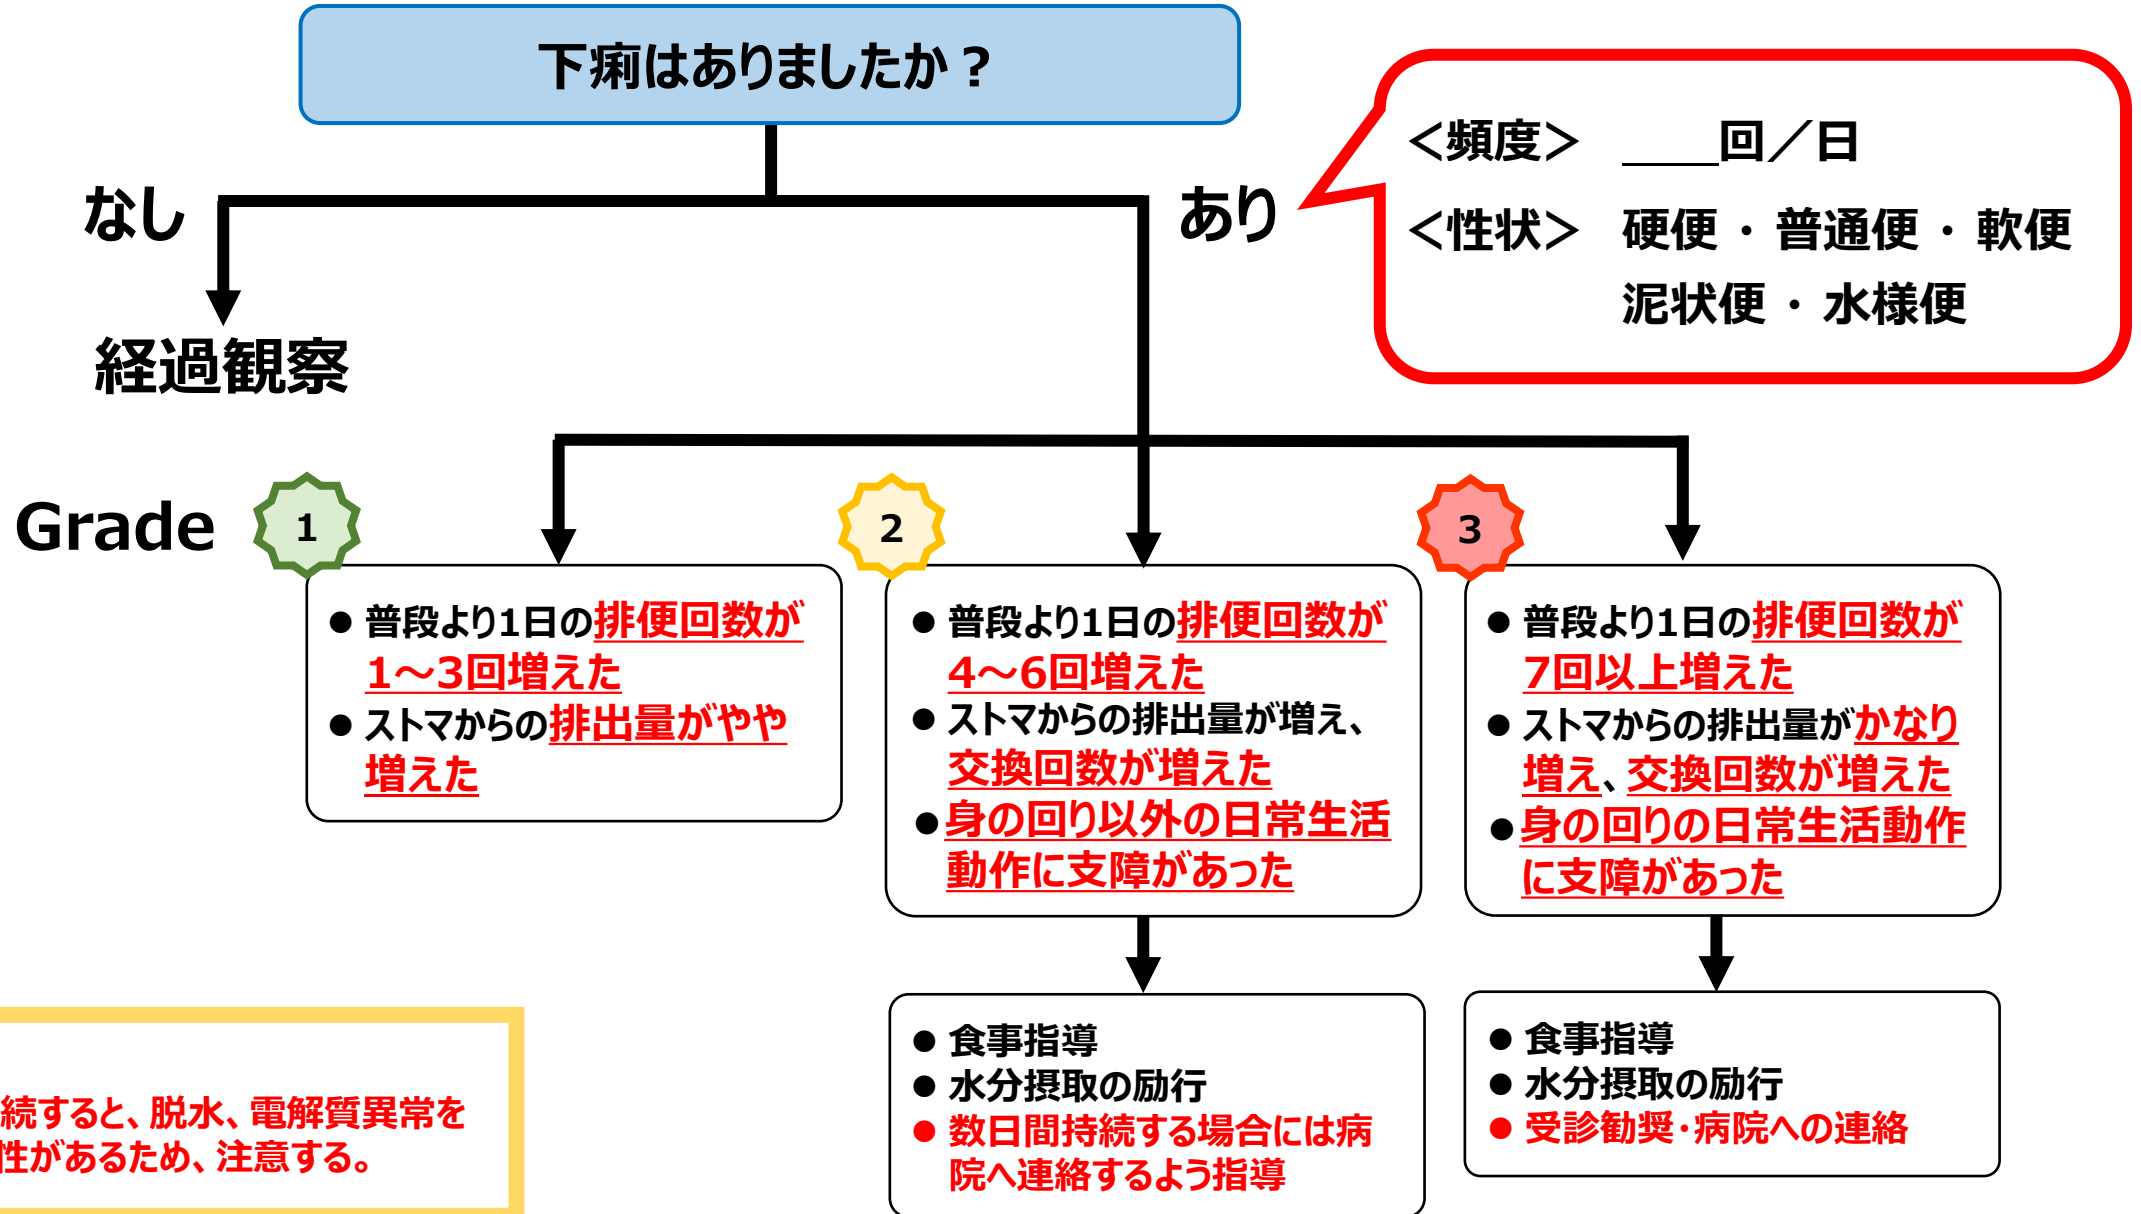 下痢はありましたか？
なし
あり
＜頻度＞ ＿＿回／日
＜性状＞ 硬便 ・ 普通便 ・ 軟便
泥状便 ・ 水様便
経過観察
Grade
1
● 普段より1日の排便回数が
1～3回増えた
● ストマからの排出量がやや
増えた
2
● 普段より1日の排便回数が
4～6回増えた
● ストマからの排出量が増え、
交換回数が増えた
● 身の回り以外の日常生活
動作に支障があった
3
● 普段より1日の排便回数が
7回以上増えた
● ストマからの排出量がかなり
増え、交換回数が増えた
● 身の回りの日常生活動作
に支障があった
● 食事指導
● 水分摂取の励行
● 数日間持続する場合には病
院へ連絡するよう指導
● 食事指導
● 水分摂取の励行
● 受診勧奨・病院への連絡
続すると、脱水、電解質異常を
性があるため、注意する。